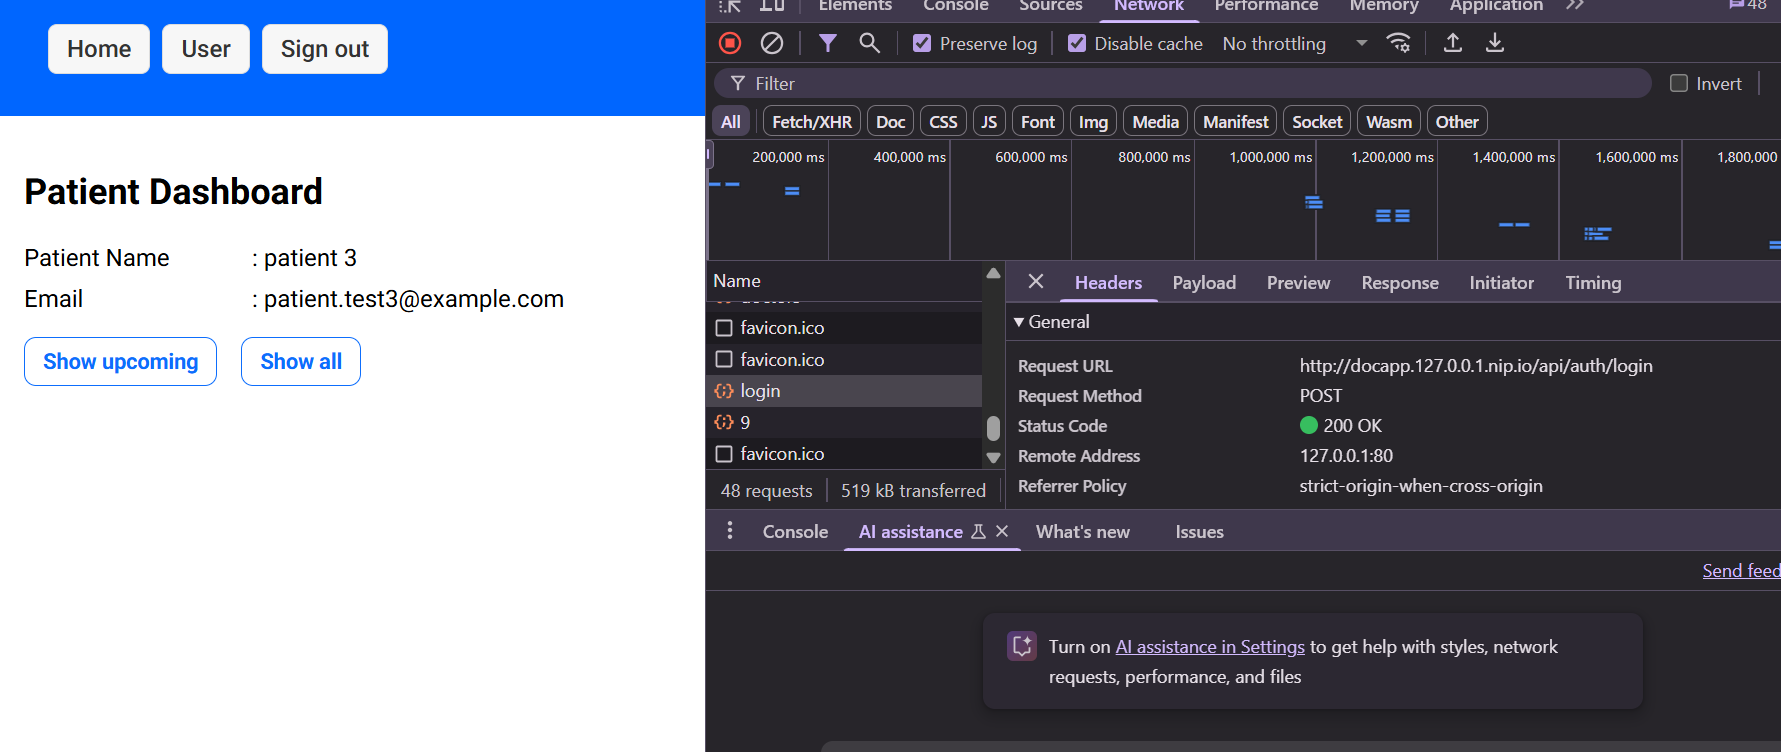 Home User Sign out
Patient Dashboard
Patient Name : patient 3
Email : patient.test3@example.com
Show upcoming Show all
Elements Console Sources Network Performance Memory Application 48
Preserve log Disable cache No throttling
Filter Invert
All Fetch/XHR Doc CSS JS Font Img Media Manifest Socket Wasm Other
200,000 ms 400,000 ms 600,000 ms 800,000 ms 1,000,000 ms 1,200,000 ms 1,400,000 ms 1,600,000 ms 1,800,000
Name
favicon.ico
favicon.ico
login
9
favicon.ico
48 requests 519 kB transferred
Headers Payload Preview Response Initiator Timing
General
Request URL http://docapp.127.0.0.1.nip.io/api/auth/login
Request Method POST
Status Code 200 OK
Remote Address 127.0.0.1:80
Referrer Policy strict-origin-when-cross-origin
Console AI assistance What's new Issues
Send feed
Turn on AI assistance in Settings to get help with styles, network
requests, performance, and files